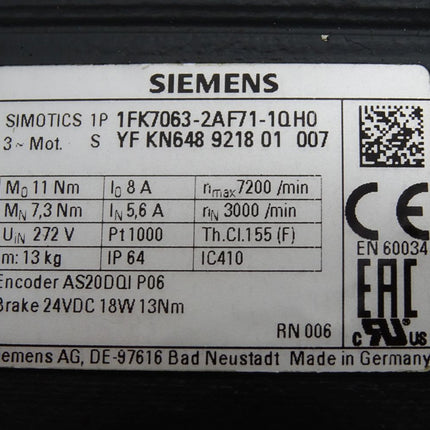 SIEMENS
SIMOTICS 1P 1FK7063-2AF71-1QH0
3~Mot. S YF KN648 9218 01 007
M0 11 Nm I0 8 A nmax7200 /min
MN 7,3 Nm IN 5,6 A nN 3000 /min
UiN 272 V Pt1000 Th.Cl.155 (F)
m: 13 kg IP 64 IC410
Encoder AS20DQI P06
Brake 24VDC 18W 13Nm
CE
EN 60034
EAC
c UR US
RN 006
Siemens AG, DE-97616 Bad Neustadt Made in Germany